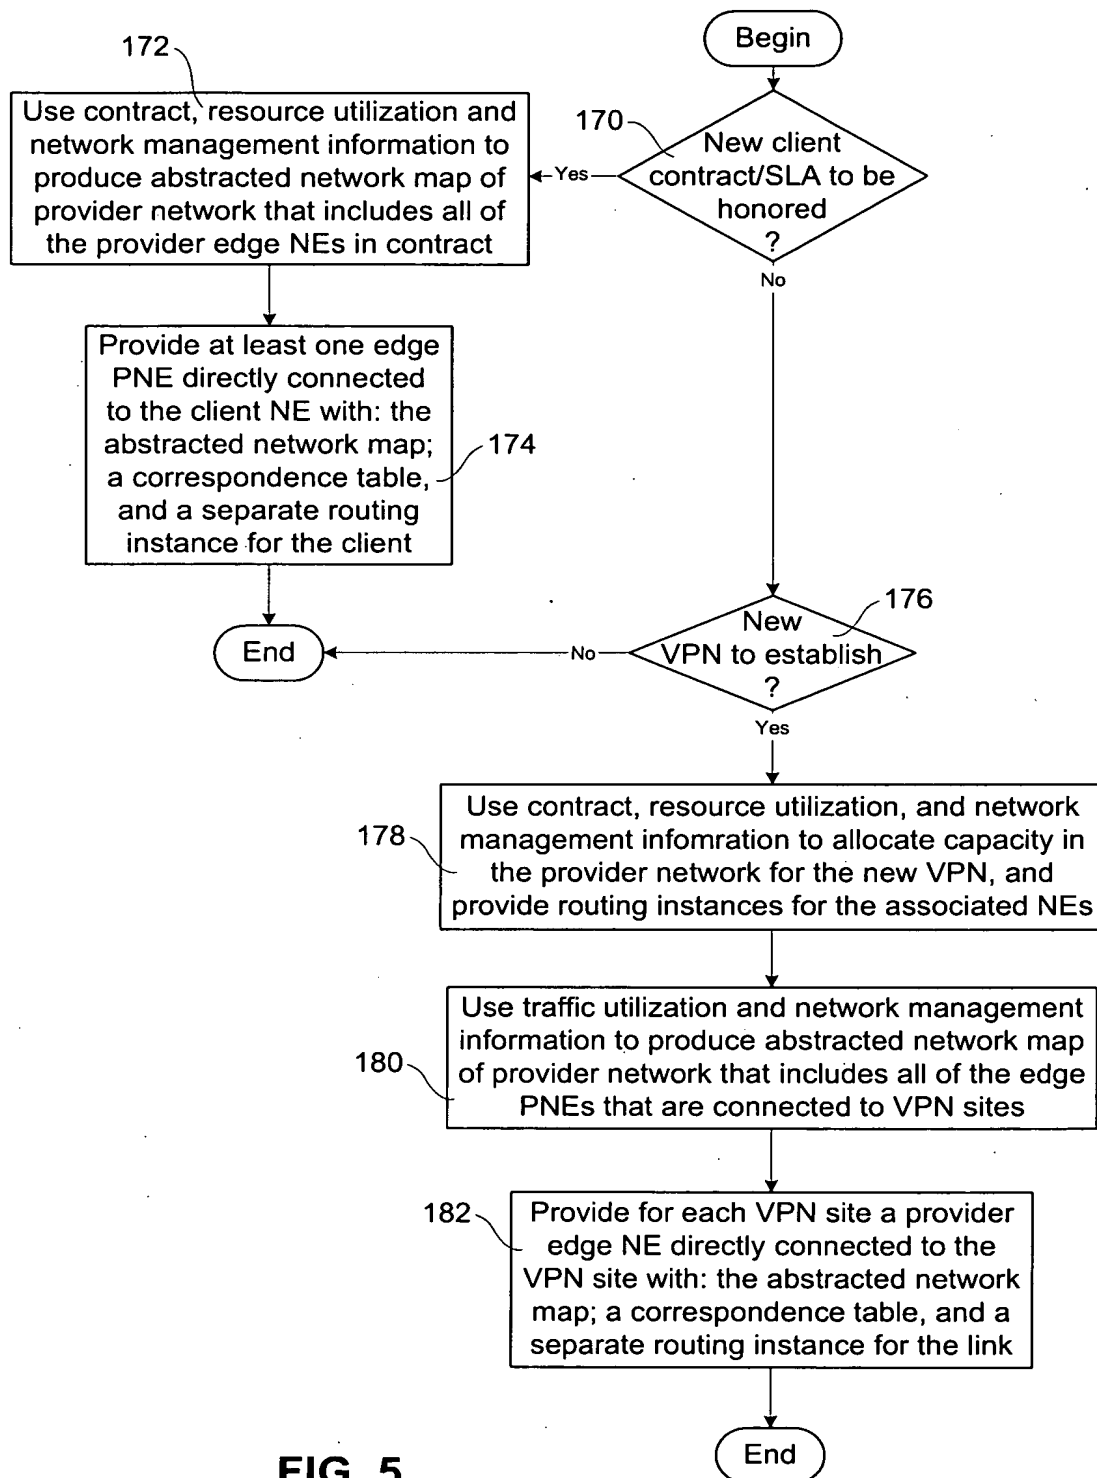 Begin
170
New client
contract/SLA to be
honored
?
Yes
No
172
Use contract, resource utilization and
network management information to
produce abstracted network map of
provider network that includes all of
the provider edge NEs in contract
Provide at least one edge
PNE directly connected
to the client NE with: the
abstracted network map;
a correspondence table,
and a separate routing
instance for the client
174
End
176
New
VPN to establish
?
No
Yes
178
Use contract, resource utilization, and network
management infomration to allocate capacity in
the provider network for the new VPN, and
provide routing instances for the associated NEs
180
Use traffic utilization and network management
information to produce abstracted network map
of provider network that includes all of the edge
PNEs that are connected to VPN sites
182
Provide for each VPN site a provider
edge NE directly connected to the
VPN site with: the abstracted network
map; a correspondence table, and a
separate routing instance for the link
End
FIG. 5